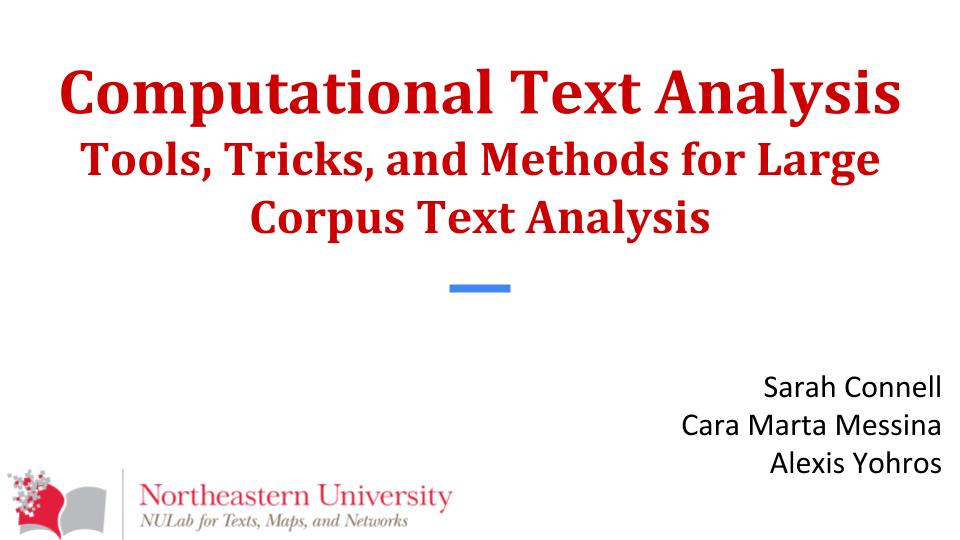 Computational Text Analysis
Tools, Tricks, and Methods for Large
Corpus Text Analysis
Sarah Connell
Cara Marta Messina
Alexis Yohros
Northeastern University
NULab for Texts, Maps, and Networks